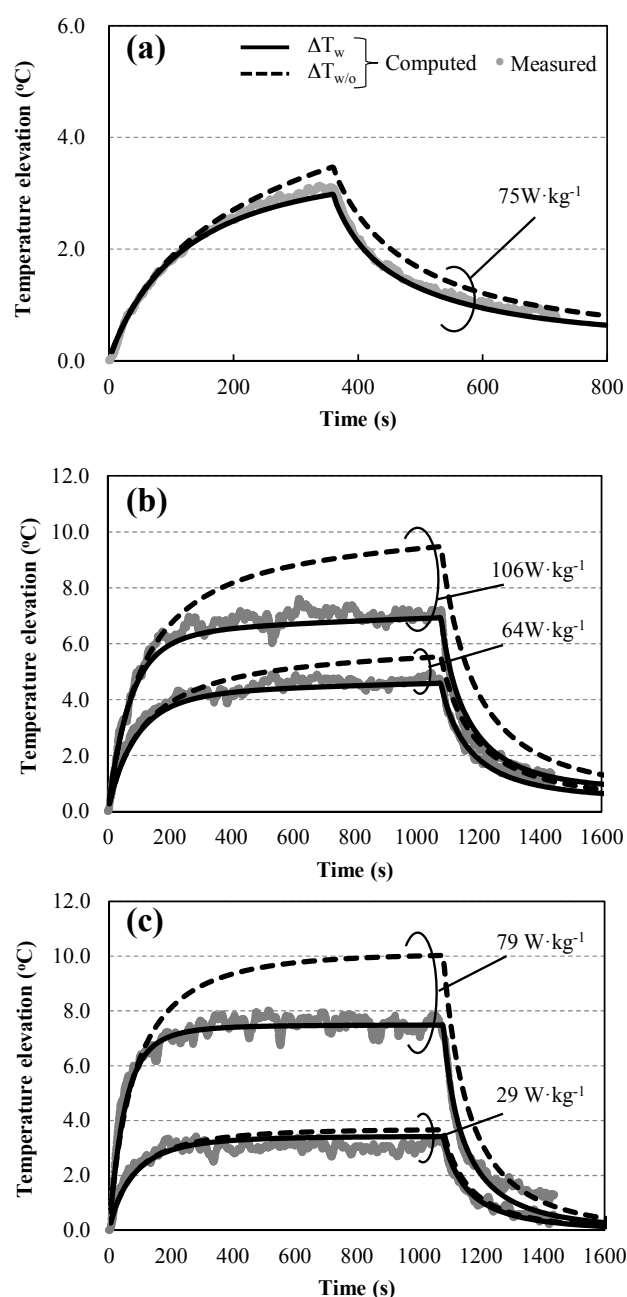 (a)
ΔTw
ΔTw/o
Computed
Measured
75W·kg-1
6.0
4.0
2.0
0.0
0 200 400 600 800
Temperature elevation (oC)
Time (s)
(b)
106W·kg-1
64W·kg-1
12.0
10.0
8.0
6.0
4.0
2.0
0.0
0 200 400 600 800 1000 1200 1400 1600
Temperature elevation (oC)
Time (s)
(c)
79 W·kg-1
29 W·kg-1
12.0
10.0
8.0
6.0
4.0
2.0
0.0
0 200 400 600 800 1000 1200 1400 1600
Temperature elevation (oC)
Time (s)